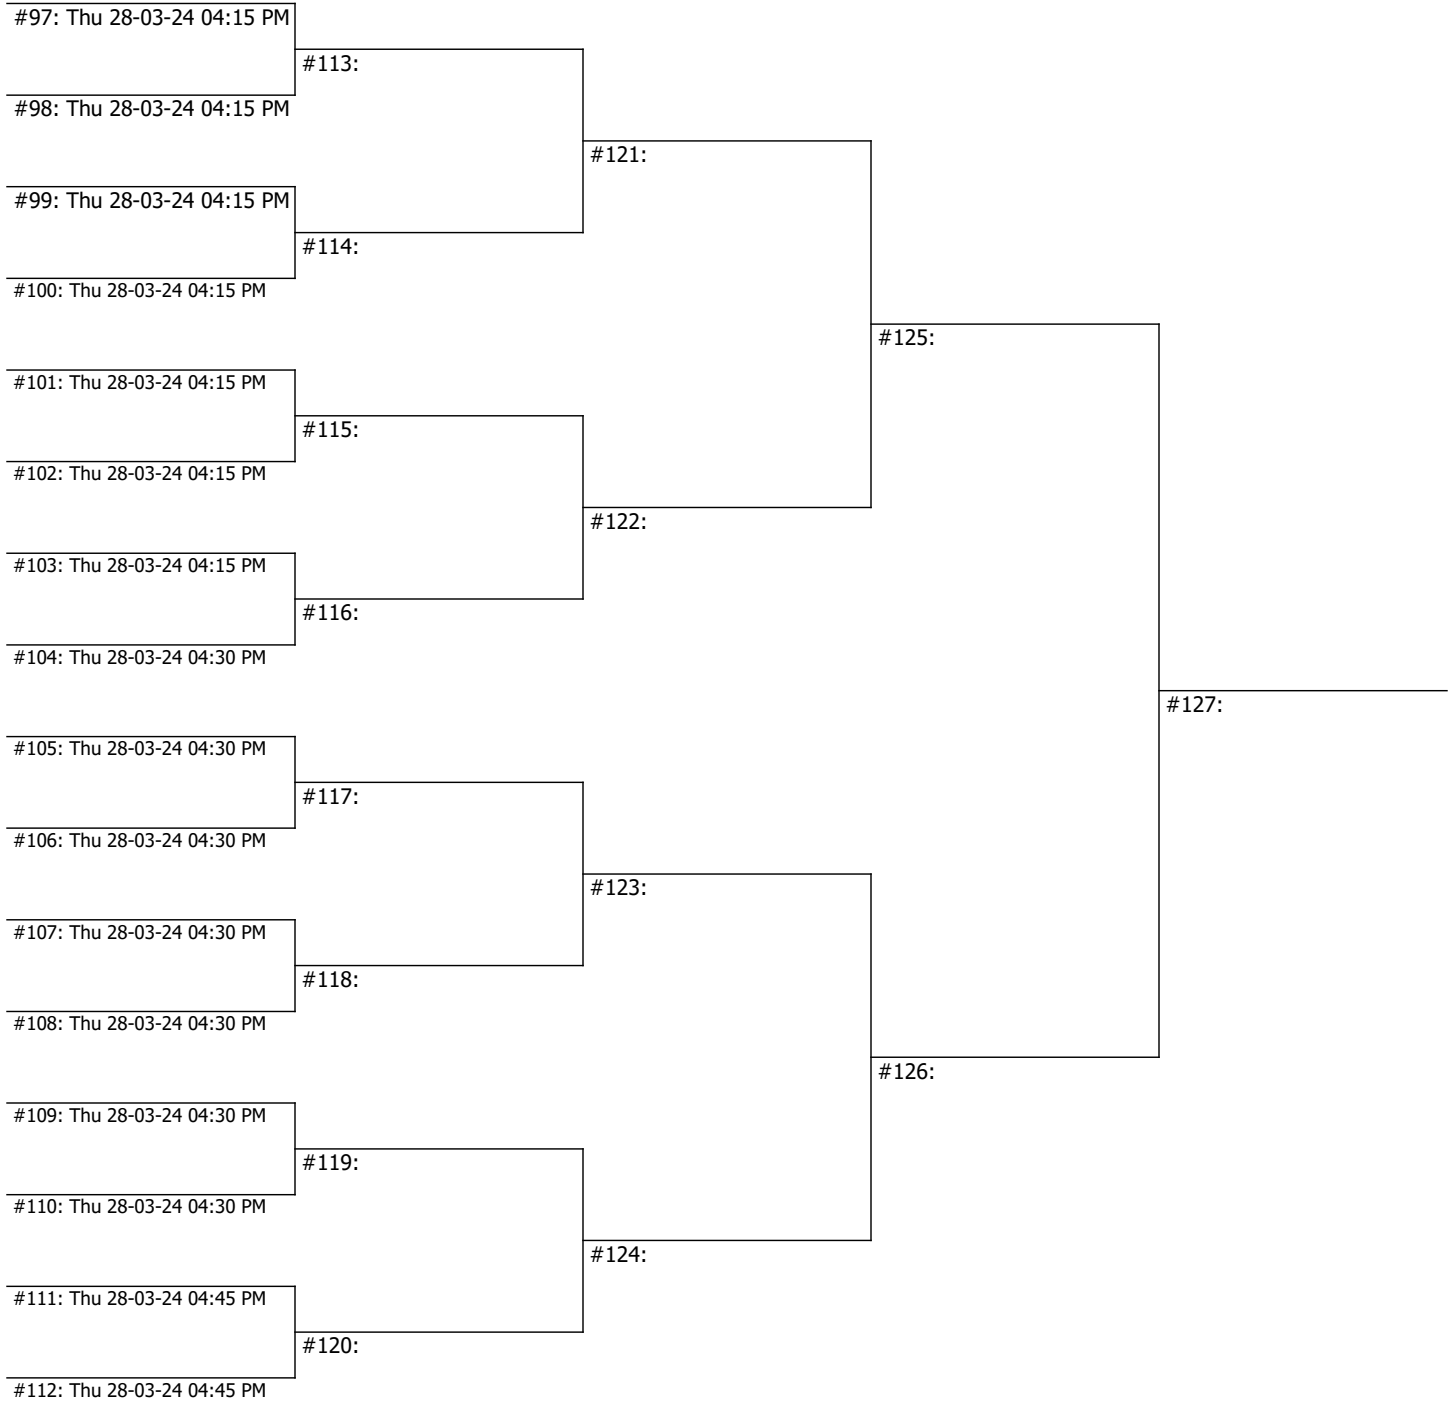 #97: Thu 28-03-24 04:15 PM
#113:
#98: Thu 28-03-24 04:15 PM
#121:
#99: Thu 28-03-24 04:15 PM
#114:
#100: Thu 28-03-24 04:15 PM
#125:
#101: Thu 28-03-24 04:15 PM
#115:
#102: Thu 28-03-24 04:15 PM
#122:
#103: Thu 28-03-24 04:15 PM
#116:
#104: Thu 28-03-24 04:30 PM
#127:
#105: Thu 28-03-24 04:30 PM
#117:
#106: Thu 28-03-24 04:30 PM
#123:
#107: Thu 28-03-24 04:30 PM
#118:
#108: Thu 28-03-24 04:30 PM
#126:
#109: Thu 28-03-24 04:30 PM
#119:
#110: Thu 28-03-24 04:30 PM
#124:
#111: Thu 28-03-24 04:45 PM
#120:
#112: Thu 28-03-24 04:45 PM